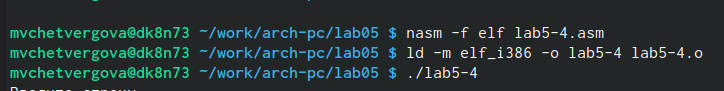 mvchetvergova@dk8n73 ~/work/arch-pc/lab05 $ nasm -f elf lab5-4.asm
mvchetvergova@dk8n73 ~/work/arch-pc/lab05 $ ld -m elf_i386 -o lab5-4 lab5-4.o
mvchetvergova@dk8n73 ~/work/arch-pc/lab05 $ ./lab5-4